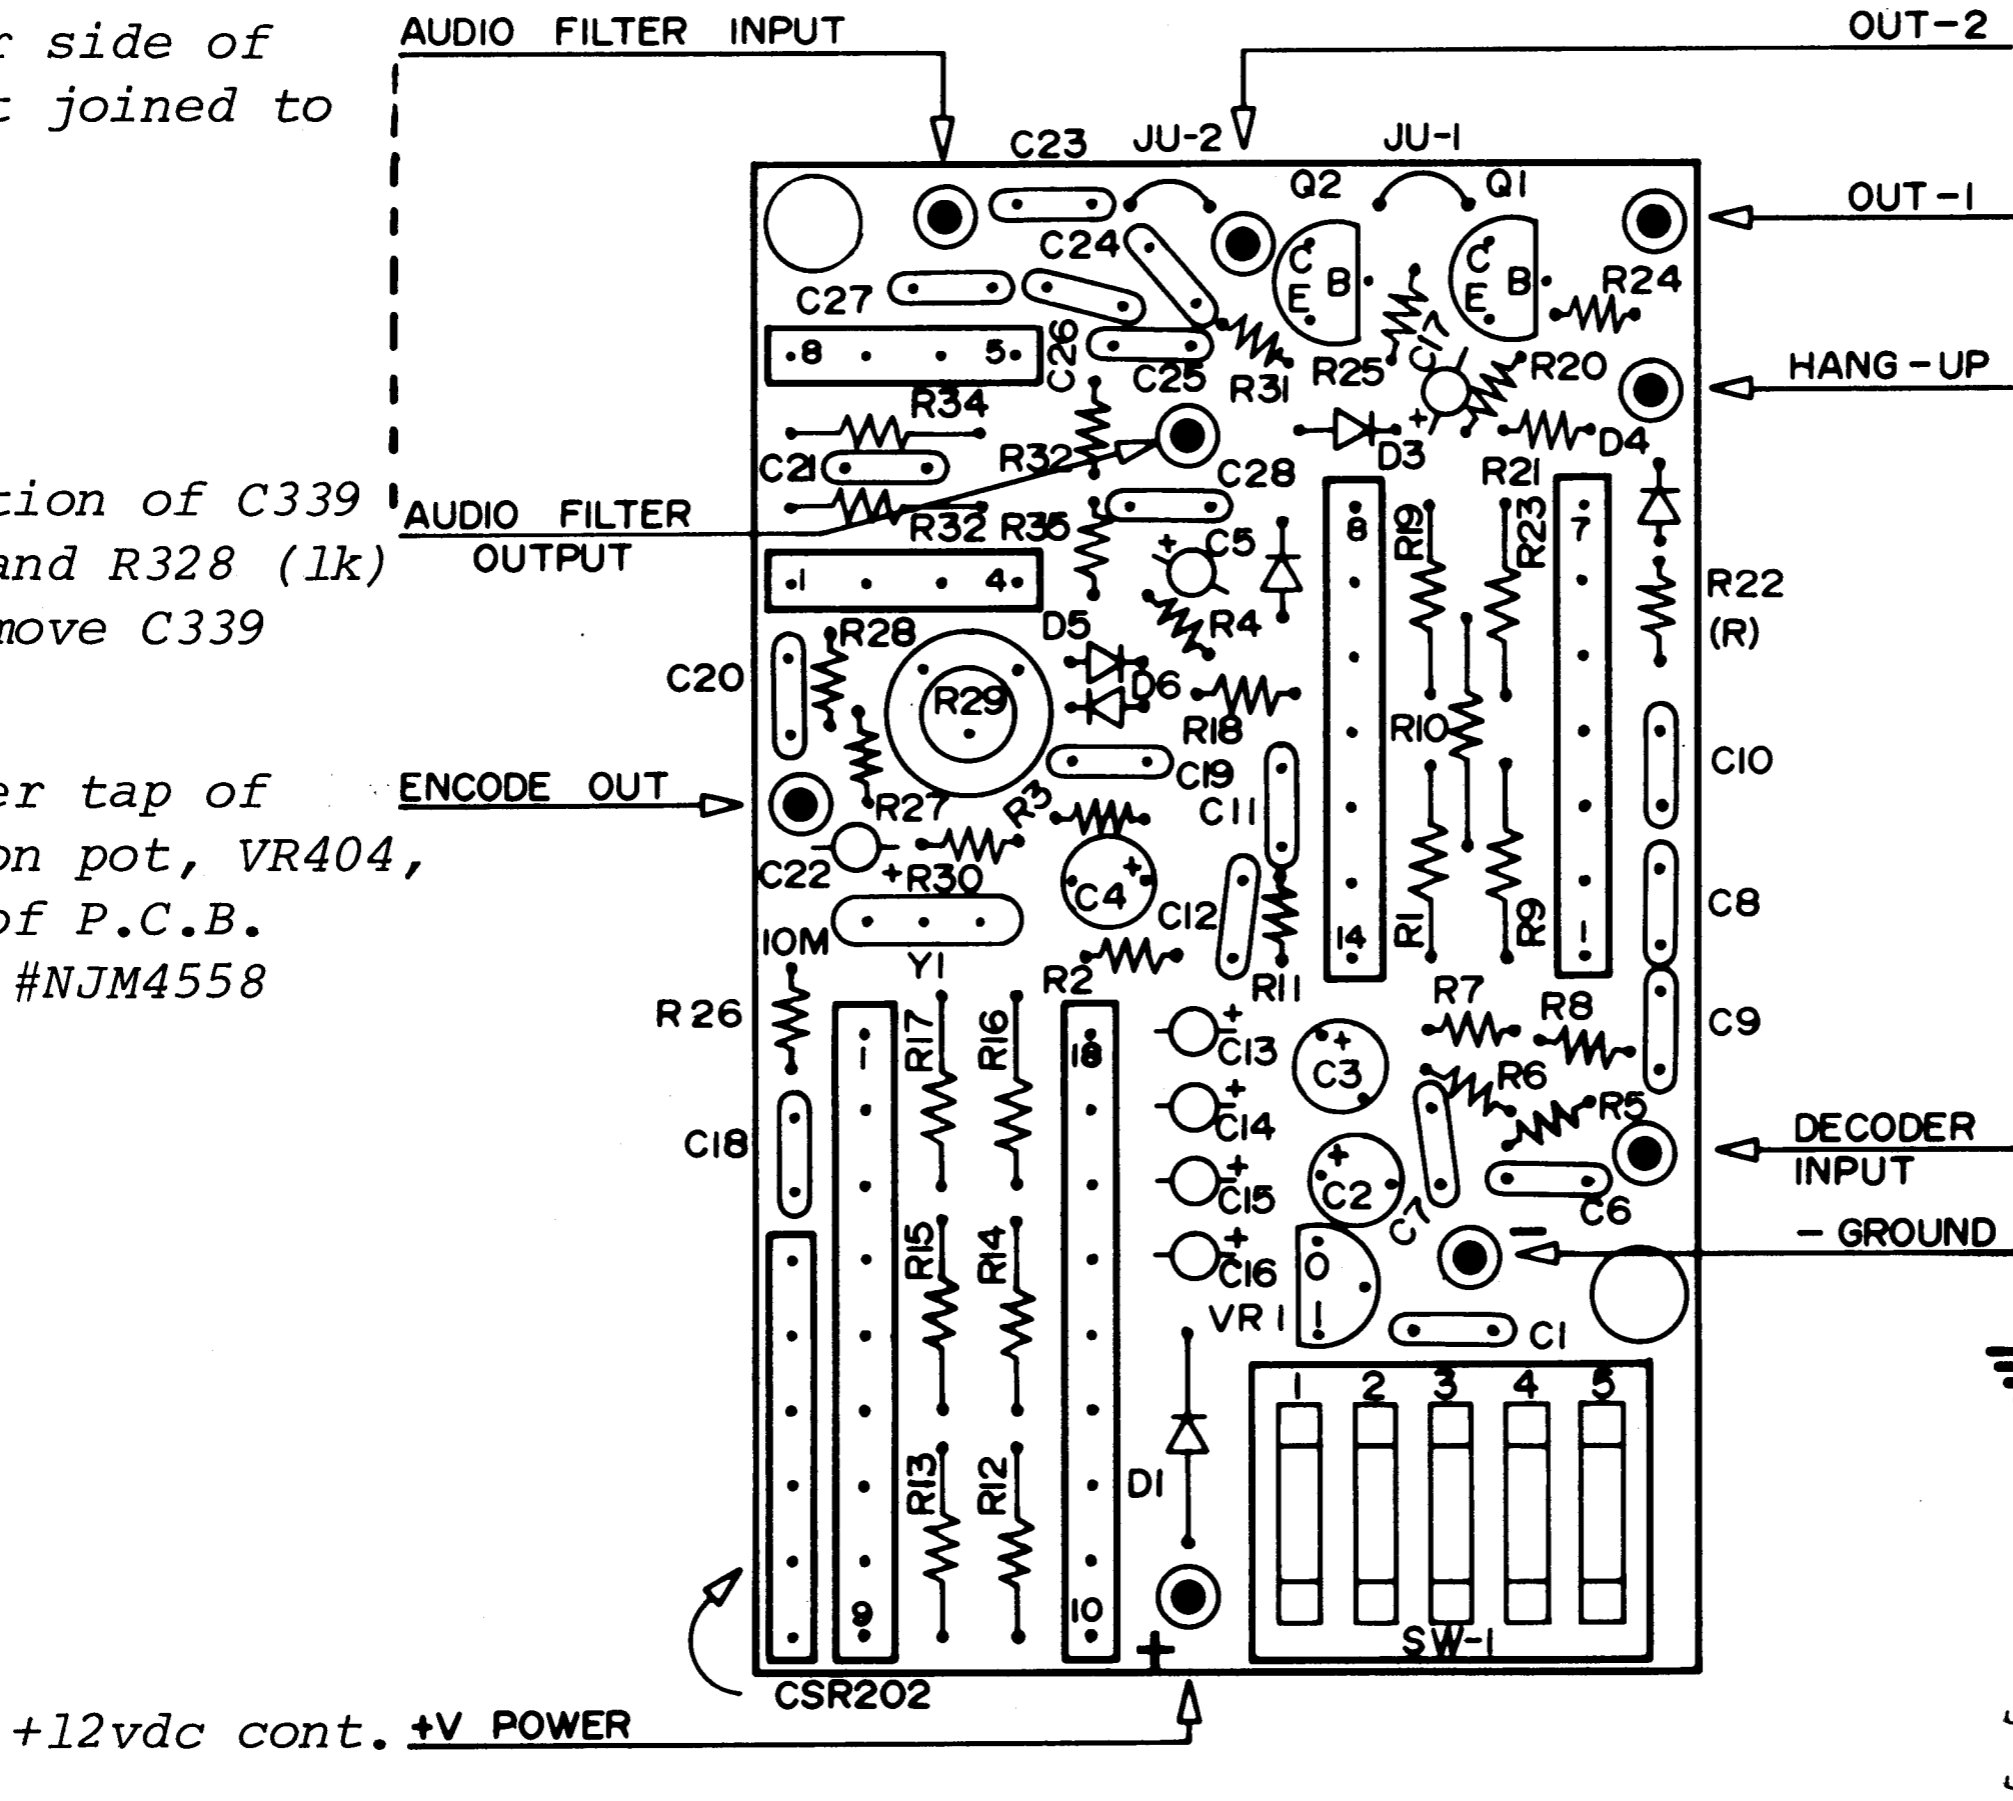 r side of
t joined to
AUDIO FILTER INPUT
OUT-2
C23
JU-2
JU-1
OUT-1
Q2
Q1
C24
C
B
E
C
B
E
R24
C27
8
5
C26
C25
R31
R25
C17
+
R20
HANG-UP
R34
C21
R32
C28
D3
R21
D4
tion of C339
and R328 (1k)
move C339
AUDIO FILTER
OUTPUT
R32
R35
+
C5
8
R19
R23
7
1
4
R22
(R)
R28
D5
R4
C20
R29
D6
R18
R10
C10
C19
er tap of
on pot, VR404,
of P.C.B.
#NJM4558
ENCODE OUT
R27
R3
C11
C22
+
R30
C4
+
C12
C8
10M
Y1
R2
R11
14
R1
R9
1
R26
1
R17
R16
18
+
C13
+
C3
R7
R8
C9
R6
R5
C18
+
C14
+
C15
+
C2
C7
C6
DECODER
INPUT
R15
R14
+
C16
-
- GROUND
VR1
O
I
C1
1 2 3 4 5
R13
R12
D1
9
10
+
SW-1
CSR202
+12vdc cont.
+V POWER